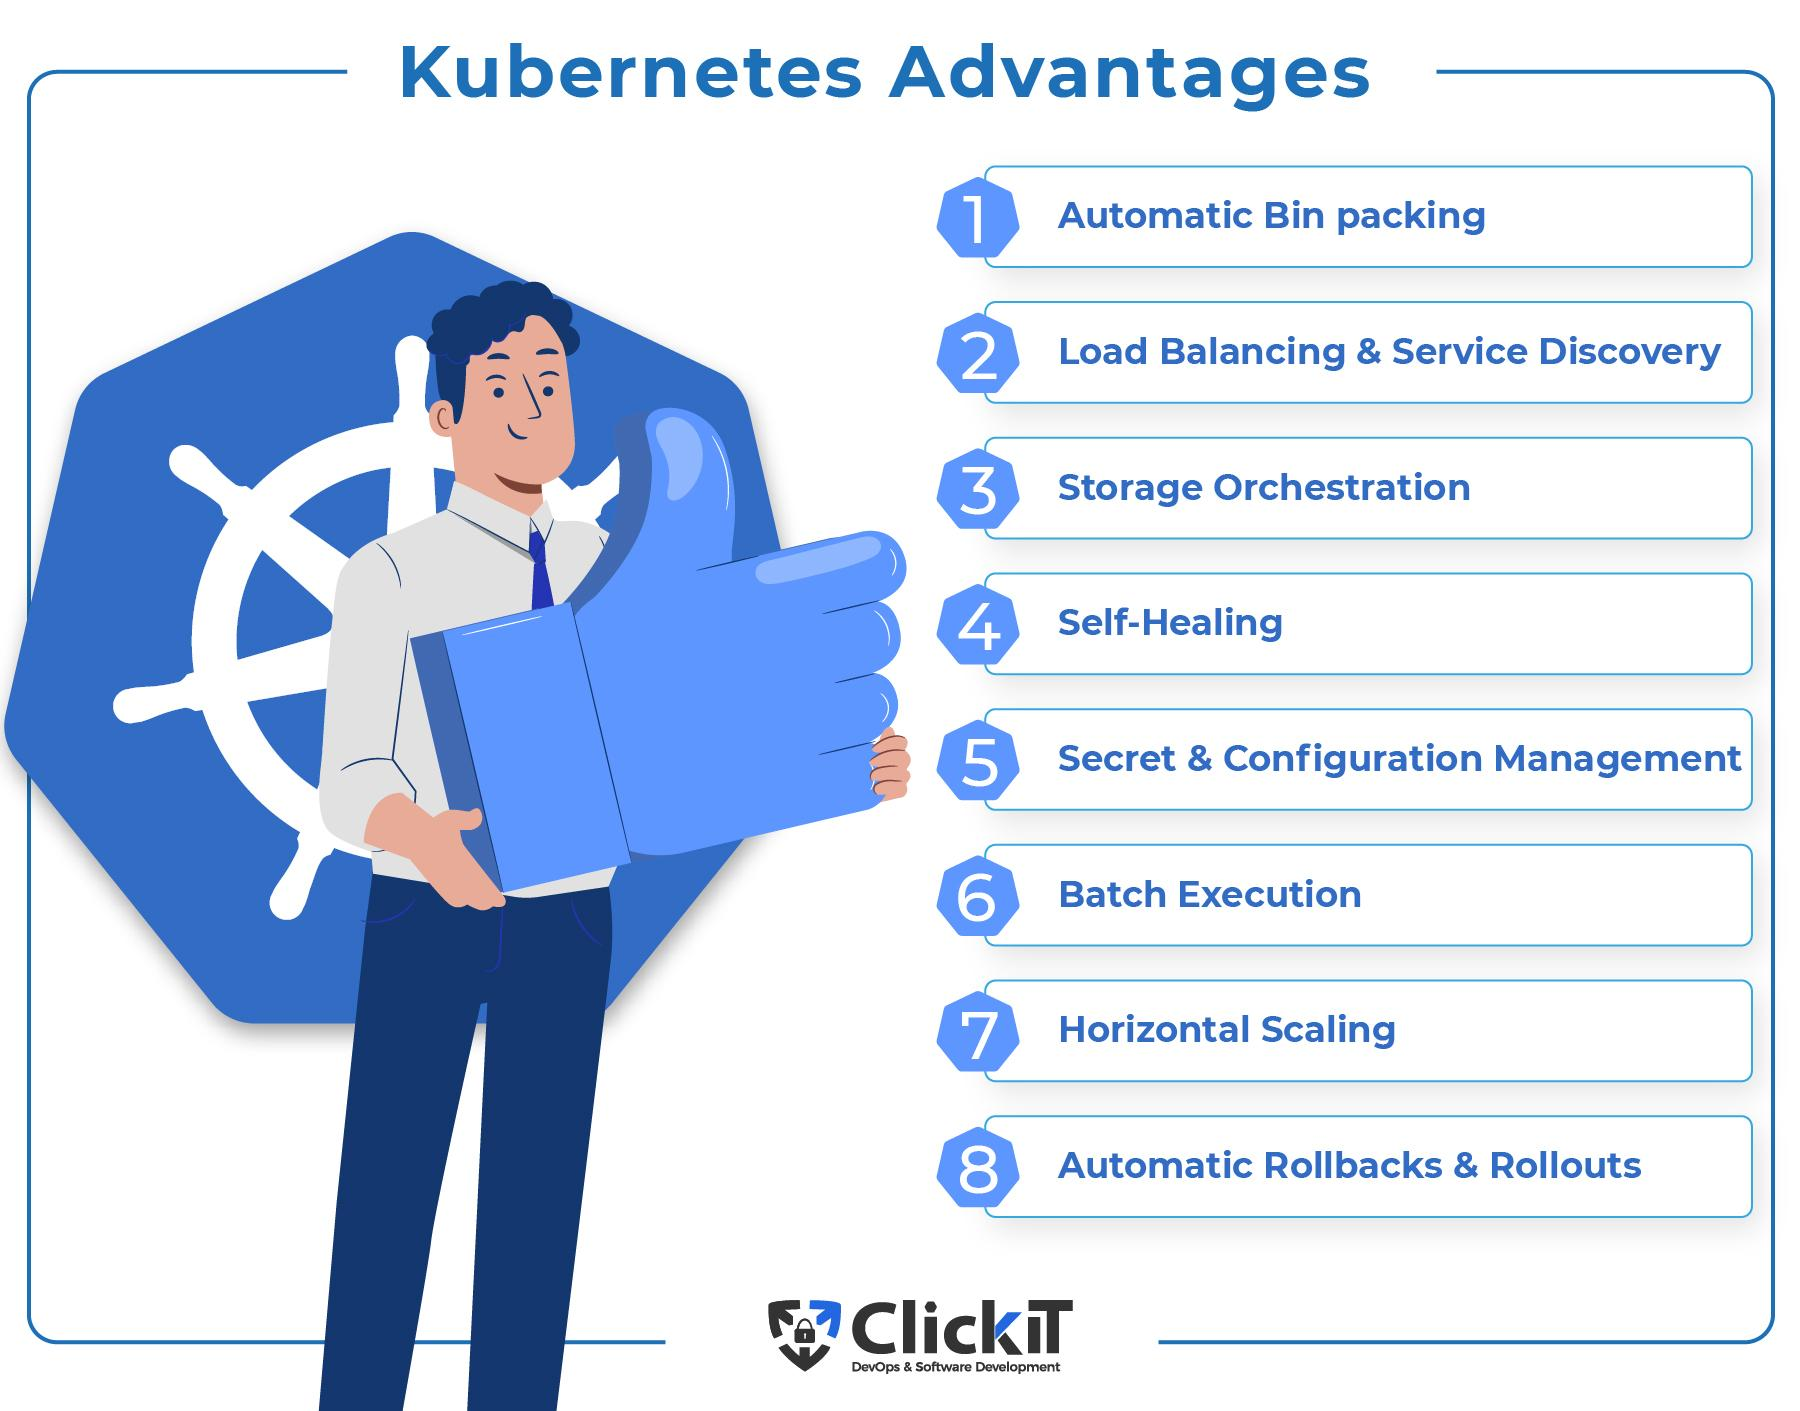 Kubernetes Advantages
1 Automatic Bin packing
2 Load Balancing & Service Discovery
3 Storage Orchestration
4 Self-Healing
5 Secret & Configuration Management
6 Batch Execution
7 Horizontal Scaling
8 Automatic Rollbacks & Rollouts
ClickiT
DevOps & Software Development